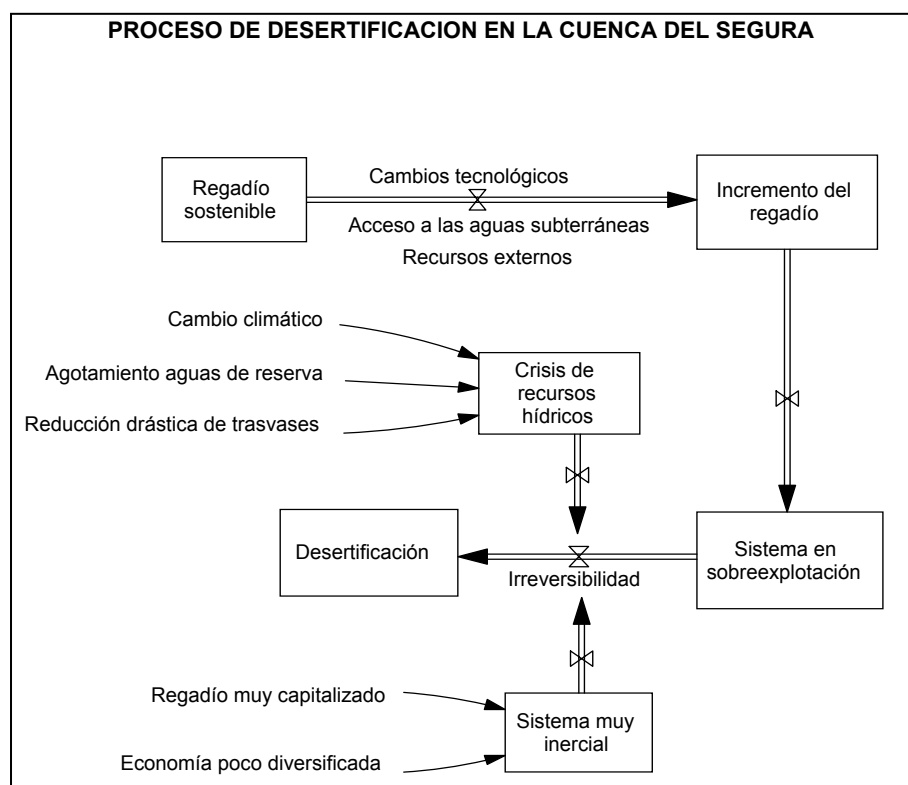 PROCESO DE DESERTIFICACION EN LA CUENCA DEL SEGURA
Regadío
sostenible
Cambios tecnológicos
Acceso a las aguas subterráneas
Recursos externos
Incremento del
regadío
Cambio climático
Agotamiento aguas de reserva
Reducción drástica de trasvases
Crisis de
recursos
hídricos
Desertificación
Irreversibilidad
Sistema en
sobreexplotación
Regadío muy capitalizado
Economía poco diversificada
Sistema muy
inercial